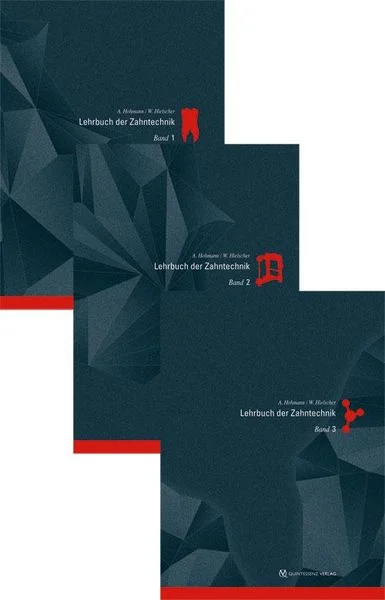 A. Hohmann / W. Hielscher
Lehrbuch der Zahntechnik
Band 1
A. Hohmann / W. Hielscher
Lehrbuch der Zahntechnik
Band 2
A. Hohmann / W. Hielscher
Lehrbuch der Zahntechnik
Band 3
QUINTESSENZ VERLAG